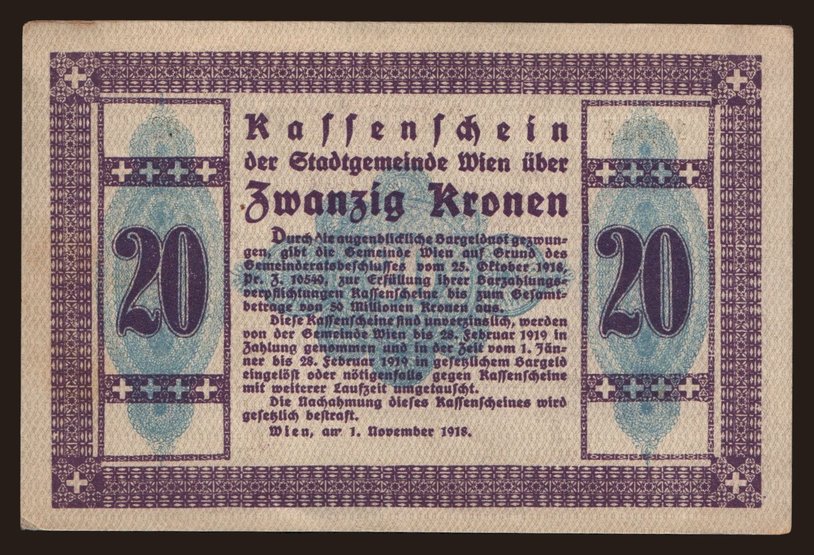 Kassenschein
der Stadtgemeinde Wien über
Zwanzig Kronen
20
20
Durch die augenblickliche Bargeldnot gezwun-
gen, gibt die Gemeinde Wien auf Grund des
Gemeinderatsbeschlusses vom 25. Oktober 1918,
Pr. Z. 10540, zur Erfüllung ihrer Barzahlungs-
verpflichtungen Kassenscheine bis zum Gesamt-
betrage von 50 Millionen Kronen aus.
Diese Kassenscheine sind unverzinslich, werden
von der Gemeinde Wien bis 28. Februar 1919 in
Zahlung genommen und in der Zeit vom 1. Jän-
ner bis 28. Februar 1919 in gesetzlichem Bargeld
eingelöst oder nötigenfalls gegen Kassenscheine
mit weiterer Laufzeit umgetauscht.
Die Nachahmung dieses Kassenscheines wird
gesetzlich bestraft.
Wien, am 1. November 1918.